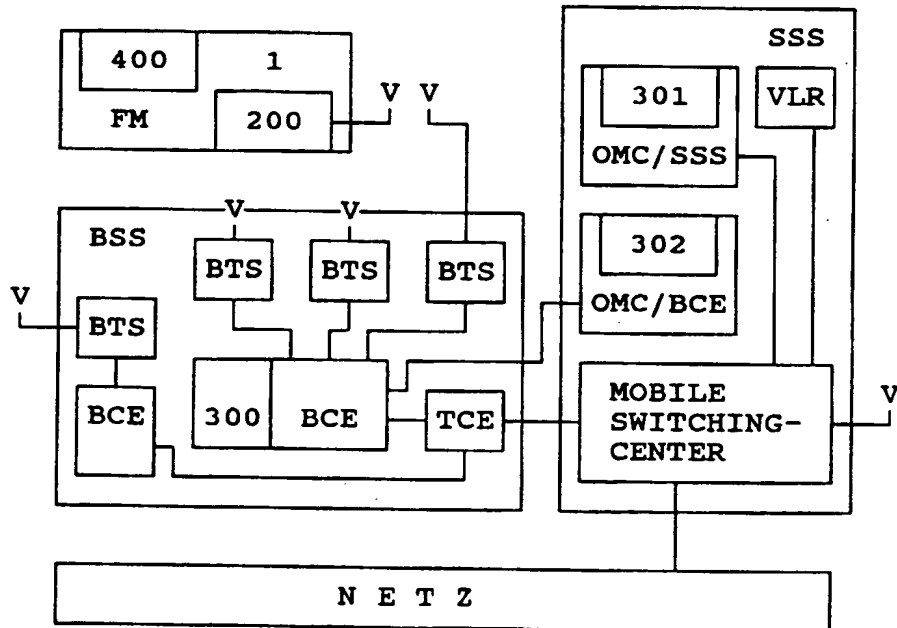 400 1
FM 200
V V
SSS
301 VLR
OMC/SSS
302
OMC/BCE
BSS
V V
BTS BTS BTS
V
BTS
BCE
300 BCE TCE
MOBILE
SWITCHING-
CENTER
V
N E T Z